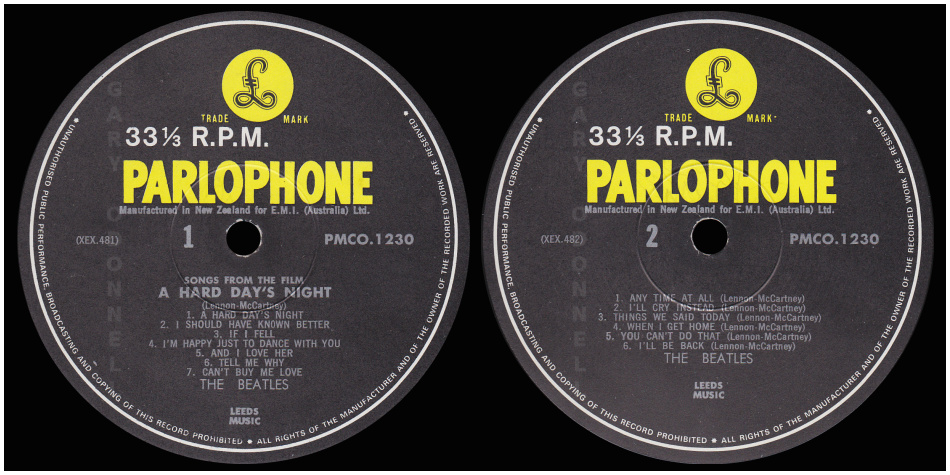 £
TRADE MARK
33⅓ R.P.M.
PARLOPHONE
Manufactured in New Zealand for E.M.I. (Australia) Ltd.
(XEX.481) 1 PMCO.1230
SONGS FROM THE FILM
A HARD DAY'S NIGHT
(Lennon-McCartney)
1. A HARD DAY'S NIGHT
2. I SHOULD HAVE KNOWN BETTER
3. IF I FELL
4. I'M HAPPY JUST TO DANCE WITH YOU
5. AND I LOVE HER
6. TELL ME WHY
7. CAN'T BUY ME LOVE
THE BEATLES
LEEDS
MUSIC
• UNAUTHORISED PUBLIC PERFORMANCE, BROADCASTING AND COPYING OF THIS RECORD PROHIBITED • ALL RIGHTS OF THE MANUFACTURER AND OF THE OWNER OF THE RECORDED WORK ARE RESERVED •
GARY O'DONNELL
£
TRADE MARK
33⅓ R.P.M.
PARLOPHONE
Manufactured in New Zealand for E.M.I. (Australia) Ltd.
(XEX.482) 2 PMCO.1230
1. ANY TIME AT ALL (Lennon-McCartney)
2. I'LL CRY INSTEAD (Lennon-McCartney)
3. THINGS WE SAID TODAY (Lennon-McCartney)
4. WHEN I GET HOME (Lennon-McCartney)
5. YOU CAN'T DO THAT (Lennon-McCartney)
6. I'LL BE BACK (Lennon-McCartney)
THE BEATLES
LEEDS
MUSIC
• UNAUTHORISED PUBLIC PERFORMANCE, BROADCASTING AND COPYING OF THIS RECORD PROHIBITED • ALL RIGHTS OF THE MANUFACTURER AND OF THE OWNER OF THE RECORDED WORK ARE RESERVED •
GARY O'DONNELL